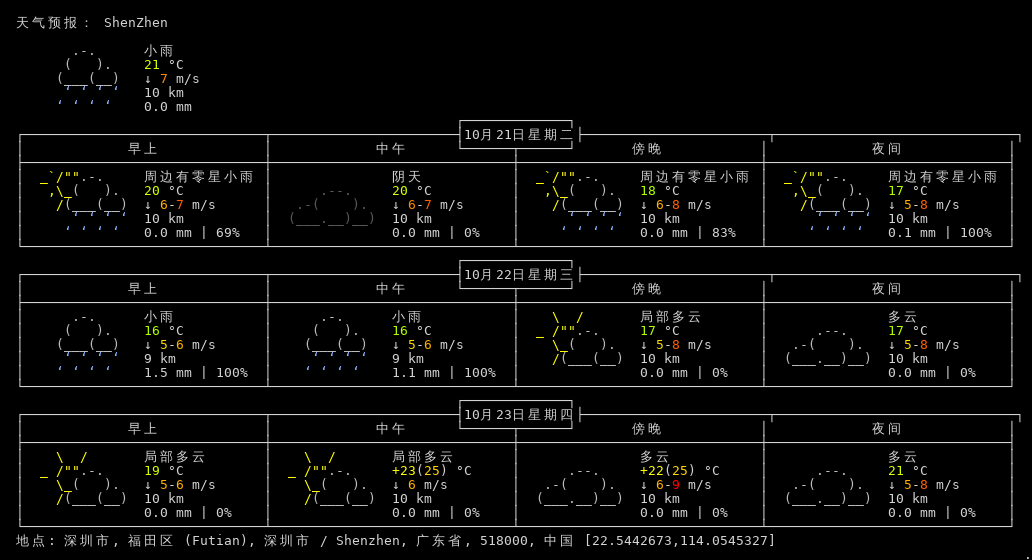 天气预报： ShenZhen
小雨
21 °C
↓ 7 m/s
10 km
0.0 mm
10月21日星期二
早上 中午 傍晚 夜间
周边有零星小雨 阴天 周边有零星小雨 周边有零星小雨
20 °C 20 °C 18 °C 17 °C
↓ 6-7 m/s ↓ 6-7 m/s ↓ 6-8 m/s ↓ 5-8 m/s
10 km 10 km 10 km 10 km
0.0 mm | 69% 0.0 mm | 0% 0.0 mm | 83% 0.1 mm | 100%
10月22日星期三
早上 中午 傍晚 夜间
小雨 小雨 局部多云 多云
16 °C 16 °C 17 °C 17 °C
↓ 5-6 m/s ↓ 5-6 m/s ↓ 5-8 m/s ↓ 5-8 m/s
9 km 9 km 10 km 10 km
1.5 mm | 100% 1.1 mm | 100% 0.0 mm | 0% 0.0 mm | 0%
10月23日星期四
早上 中午 傍晚 夜间
局部多云 局部多云 多云 多云
19 °C +23(25) °C +22(25) °C 21 °C
↓ 5-6 m/s ↓ 6 m/s ↓ 6-9 m/s ↓ 5-8 m/s
10 km 10 km 10 km 10 km
0.0 mm | 0% 0.0 mm | 0% 0.0 mm | 0% 0.0 mm | 0%
地点: 深圳市, 福田区 (Futian), 深圳市 / Shenzhen, 广东省, 518000, 中国 [22.5442673,114.0545327]